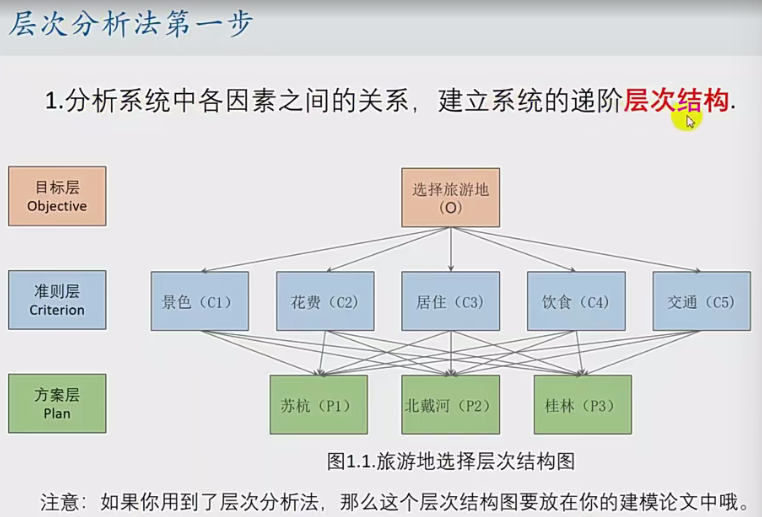 层次分析法第一步
1.分析系统中各因素之间的关系，建立系统的递阶层次结构.
目标层
Objective
选择旅游地
（O）
准则层
Criterion
景色（C1）
花费（C2）
居住（C3）
饮食（C4）
交通（C5）
方案层
Plan
苏杭（P1）
北戴河（P2）
桂林（P3）
图1.1.旅游地选择层次结构图
注意：如果你用到了层次分析法，那么这个层次结构图要放在你的建模论文中哦。